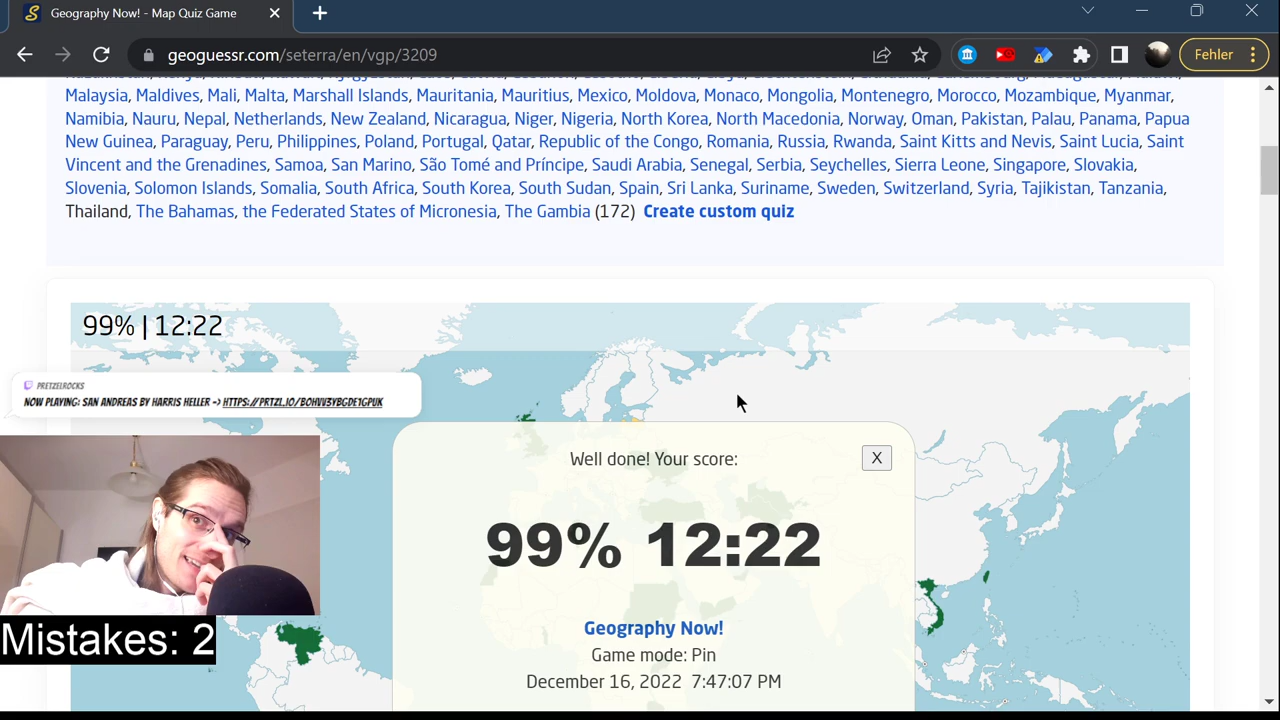 Geography Now! - Map Quiz Game
geoguessr.com/seterra/en/vgp/3209
Fehler
Malaysia, Maldives, Mali, Malta, Marshall Islands, Mauritania, Mauritius, Mexico, Moldova, Monaco, Mongolia, Montenegro, Morocco, Mozambique, Myanmar,
Namibia, Nauru, Nepal, Netherlands, New Zealand, Nicaragua, Niger, Nigeria, North Korea, North Macedonia, Norway, Oman, Pakistan, Palau, Panama, Papua
New Guinea, Paraguay, Peru, Philippines, Poland, Portugal, Qatar, Republic of the Congo, Romania, Russia, Rwanda, Saint Kitts and Nevis, Saint Lucia, Saint
Vincent and the Grenadines, Samoa, San Marino, São Tomé and Príncipe, Saudi Arabia, Senegal, Serbia, Seychelles, Sierra Leone, Singapore, Slovakia,
Slovenia, Solomon Islands, Somalia, South Africa, South Korea, South Sudan, Spain, Sri Lanka, Suriname, Sweden, Switzerland, Syria, Tajikistan, Tanzania,
Thailand, The Bahamas, the Federated States of Micronesia, The Gambia (172) Create custom quiz
99% | 12:22
PRETZELROCKS
NOW PLAYING: SAN ANDREAS BY HARRIS HELLER ->
Well done! Your score:
X
99% 12:22
Geography Now!
Game mode: Pin
December 16, 2022 7:47:07 PM
Mistakes: 2